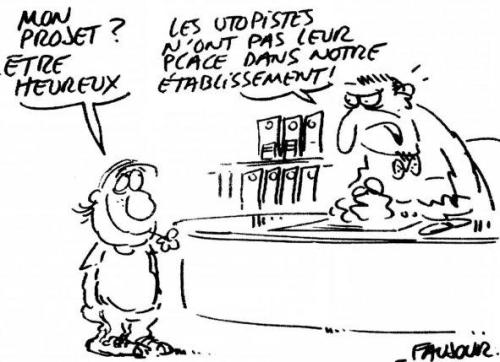 MON
PROJET ?
ÊTRE
HEUREUX
LES UTOPISTES
N'ONT PAS LEUR
PLACE DANS NOTRE
ÉTABLISSEMENT !
FAUJOUR.